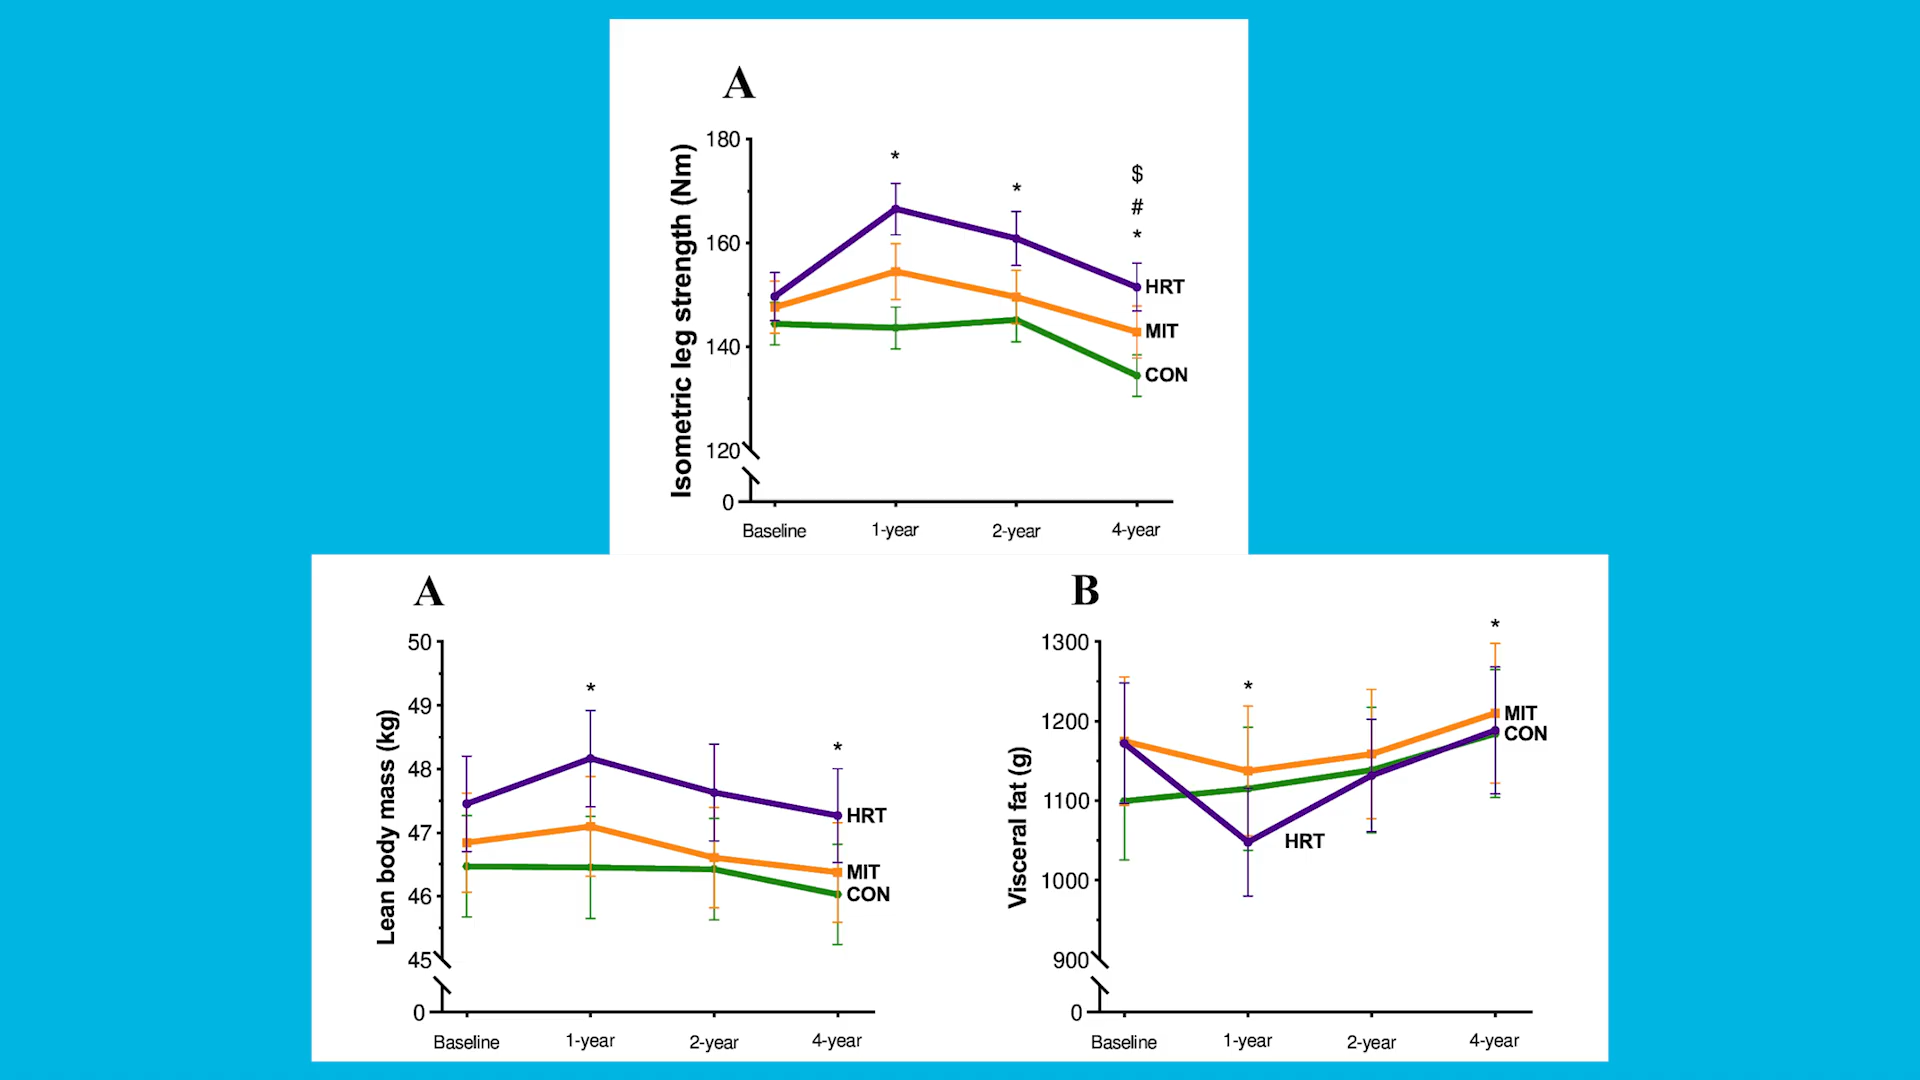 A
Isometric leg strength (Nm)
180
160
140
120
0
*
*
$
#
*
HRT
MIT
CON
Baseline 1-year 2-year 4-year
A
Lean body mass (kg)
50
49
48
47
46
45
0
*
*
HRT
MIT
CON
Baseline 1-year 2-year 4-year
B
Visceral fat (g)
1300
1200
1100
1000
900
0
*
*
MIT
CON
HRT
Baseline 1-year 2-year 4-year